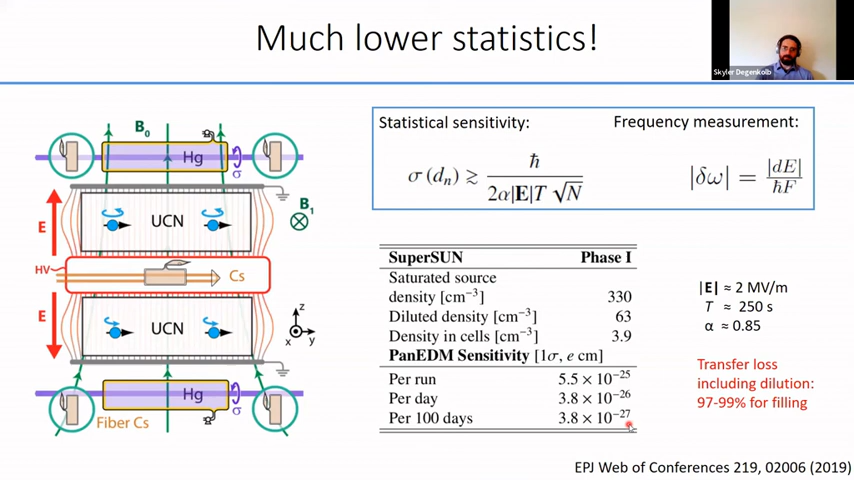 Much lower statistics!
Skyler Degenkolb
B₀
Hg
σ
E
UCN
B₁
HV
Cs
E
UCN
z
x
y
Hg
σ
Fiber Cs
Statistical sensitivity:
σ (dₙ) ≳ ħ / 2α|E|T √N
Frequency measurement:
|δω| = |dE| / ħF
SuperSUN Phase I
Saturated source
density [cm⁻³] 330
Diluted density [cm⁻³] 63
Density in cells [cm⁻³] 3.9
PanEDM Sensitivity [1σ, e cm]
Per run 5.5 × 10⁻²⁵
Per day 3.8 × 10⁻²⁶
Per 100 days 3.8 × 10⁻²⁷
|E| ≈ 2 MV/m
T ≈ 250 s
α ≈ 0.85
Transfer loss
including dilution:
97-99% for filling
EPJ Web of Conferences 219, 02006 (2019)